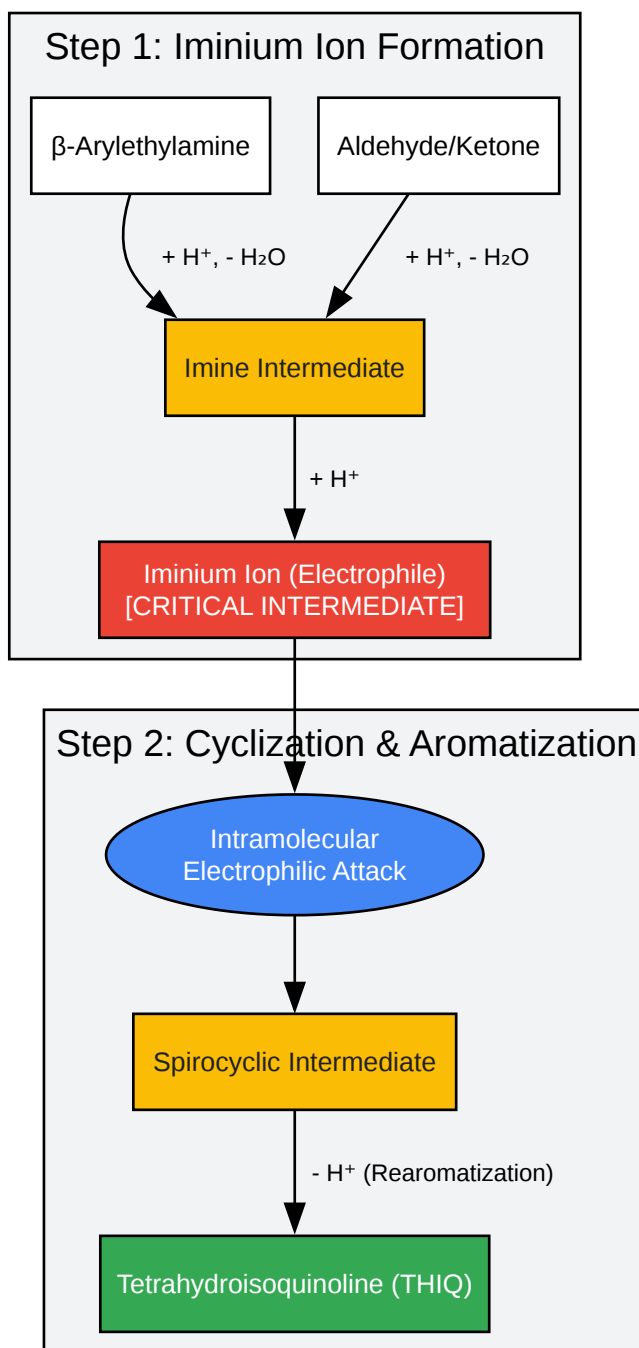 Step 1: Iminium Ion Formation
β-Arylethylamine
Aldehyde/Ketone
+ H⁺, - H₂O
+ H⁺, - H₂O
Imine Intermediate
+ H⁺
Iminium Ion (Electrophile)
[CRITICAL INTERMEDIATE]
Step 2: Cyclization & Aromatization
Intramolecular
Electrophilic Attack
Spirocyclic Intermediate
- H⁺ (Rearomatization)
Tetrahydroisoquinoline (THIQ)